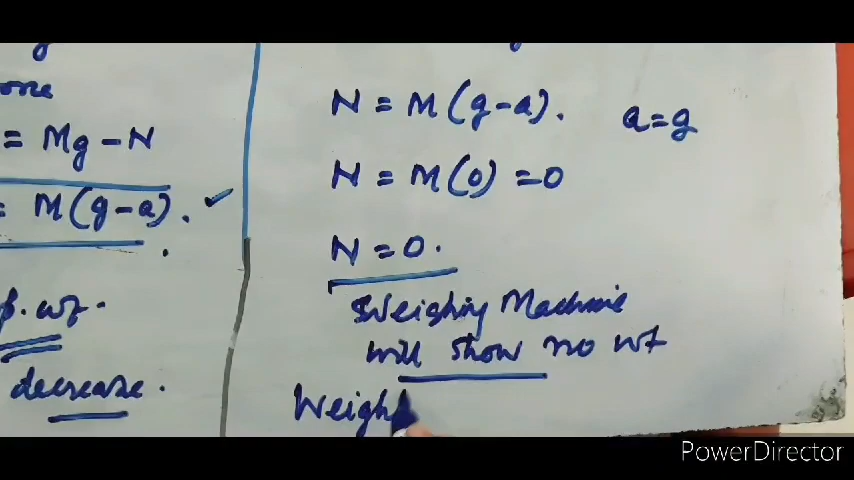 one
= Mg - N
= M(g-a).
wt.
decrease.
N = M(g-a).   a=g
N = M(0) =0
N = 0.
Weighing Machine
will show no wt
Weigh
PowerDirector